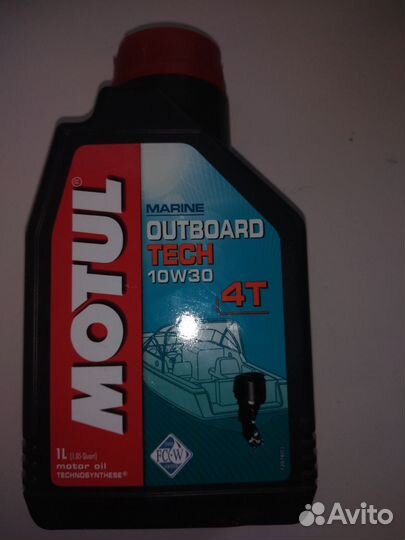 MOTUL®
MARINE
OUTBOARD
TECH
10W30
4T
FC-W
1L (1.05 Quart)
motor oil
TECHNOSYNTHESE®
Avito